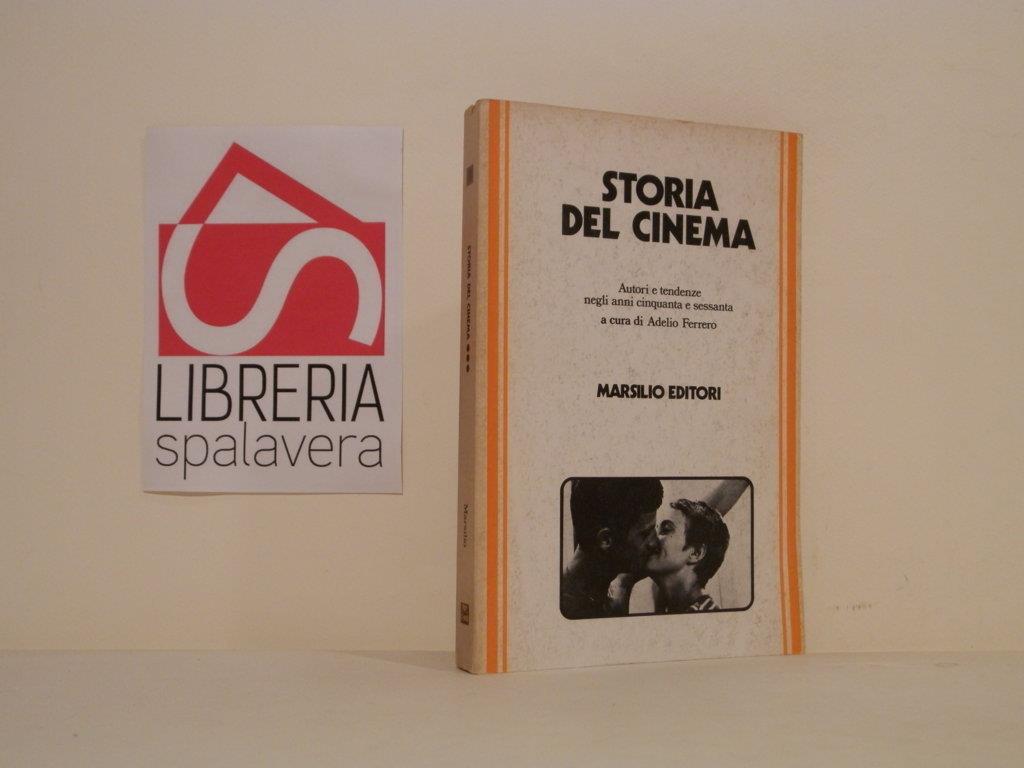 LIBRERIA
spalavera
STORIA DEL CINEMA
Marsilio
STORIA
DEL CINEMA
Autori e tendenze
negli anni cinquanta e sessanta
a cura di Adelio Ferrero
MARSILIO EDITORI